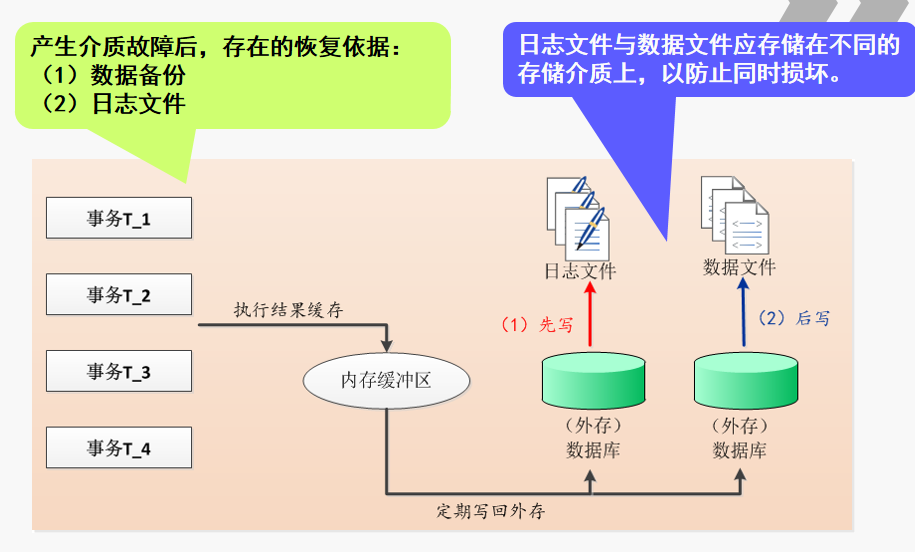 产生介质故障后，存在的恢复依据：
（1）数据备份
（2）日志文件
日志文件与数据文件应存储在不同的
存储介质上，以防止同时损坏。
事务T_1
事务T_2
事务T_3
事务T_4
执行结果缓存
内存缓冲区
定期写回外存
日志文件
数据文件
（1）先写
（2）后写
（外存）
数据库
（外存）
数据库